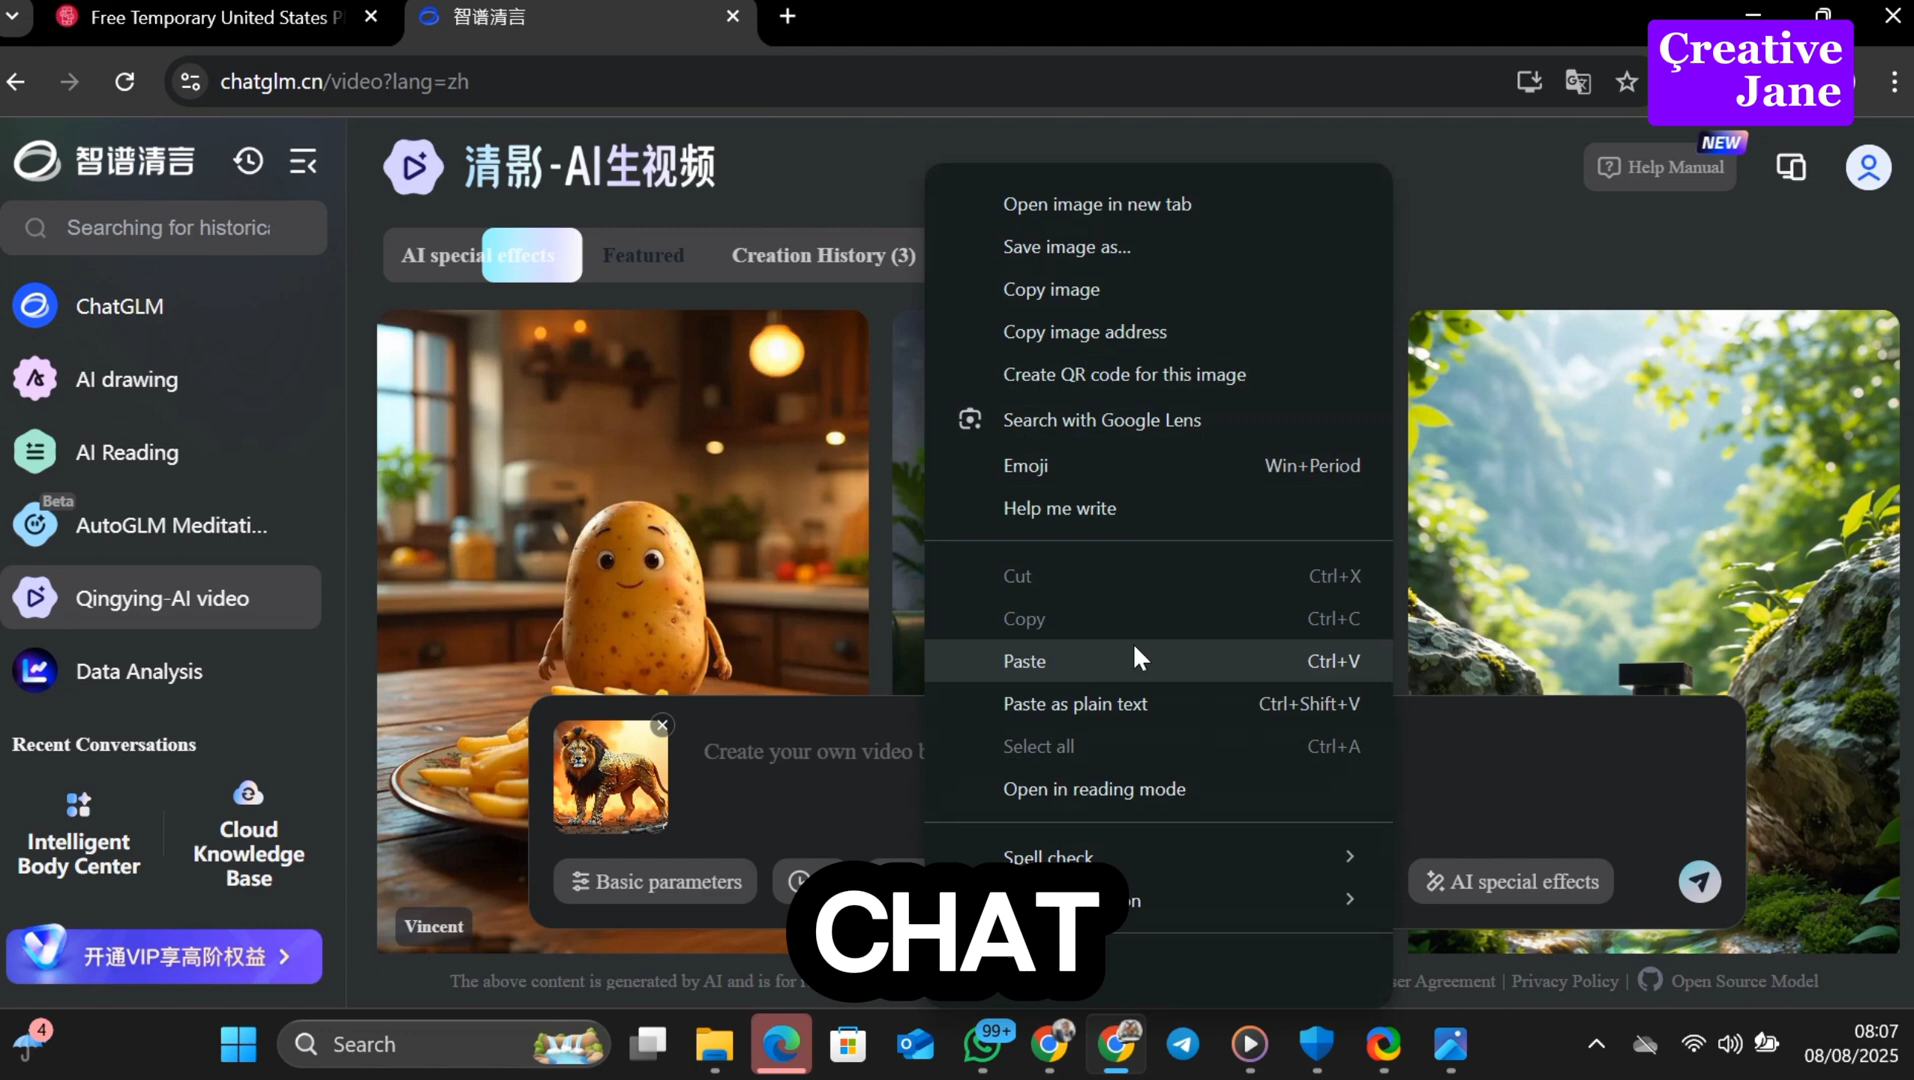 Free Temporary United States P
智谱清言
chatglm.cn/video?lang=zh
Çreative
Jane
智谱清言
Searching for historica
ChatGLM
AI drawing
AI Reading
Beta
AutoGLM Meditati...
Qingying-AI video
Data Analysis
Recent Conversations
Intelligent
Body Center
Cloud
Knowledge
Base
开通VIP享高阶权益
清影-AI生视频
NEW
Help Manual
AI special effects
Featured
Creation History (3)
Open image in new tab
Save image as...
Copy image
Copy image address
Create QR code for this image
Search with Google Lens
Emoji Win+Period
Help me write
Cut Ctrl+X
Copy Ctrl+C
Paste Ctrl+V
Paste as plain text Ctrl+Shift+V
Select all Ctrl+A
Open in reading mode
Spell check
Create your own video b
Basic parameters
AI special effects
Vincent
CHAT
The above content is generated by AI and is for
ser Agreement | Privacy Policy | Open Source Model
4
Search
99+
08:07
08/08/2025